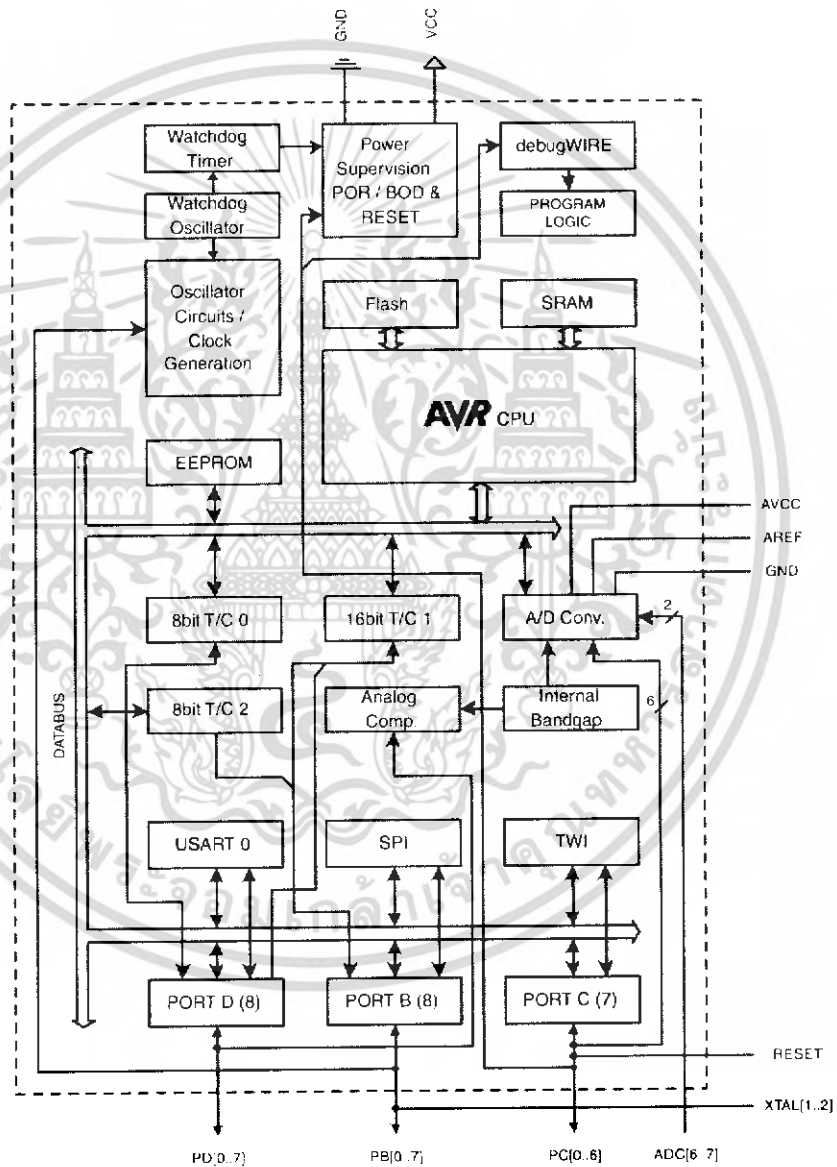 GND
VCC
Watchdog
Timer
Power
Supervision
POR / BOD &
RESET
debugWIRE
Watchdog
Oscillator
PROGRAM
LOGIC
Oscillator
Circuits /
Clock
Generation
Flash
SRAM
AVR CPU
EEPROM
AVCC
AREF
GND
2
8bit T/C 0
16bit T/C 1
A/D Conv.
DATABUS
8bit T/C 2
Analog
Comp.
Internal
Bandgap
6
USART 0
SPI
TWI
PORT D (8)
PORT B (8)
PORT C (7)
RESET
XTAL[1..2]
PD[0..7]
PB[0..7]
PC[0..6]
ADC[6..7]